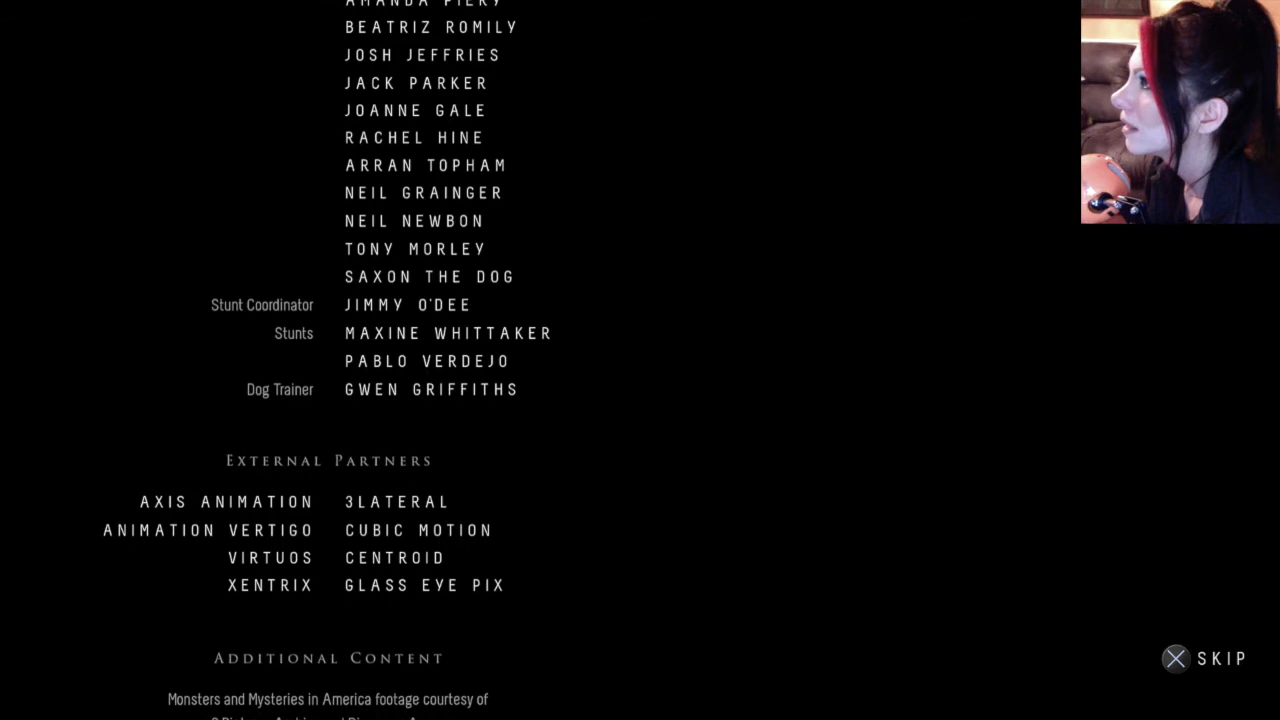 AMANDA PIERY
BEATRIZ ROMILY
JOSH JEFFRIES
JACK PARKER
JOANNE GALE
RACHEL HINE
ARRAN TOPHAM
NEIL GRAINGER
NEIL NEWBON
TONY MORLEY
SAXON THE DOG
Stunt Coordinator JIMMY O'DEE
Stunts MAXINE WHITTAKER
PABLO VERDEJO
Dog Trainer GWEN GRIFFITHS
EXTERNAL PARTNERS
AXIS ANIMATION 3LATERAL
ANIMATION VERTIGO CUBIC MOTION
VIRTUOS CENTROID
XENTRIX GLASS EYE PIX
ADDITIONAL CONTENT
SKIP
Monsters and Mysteries in America footage courtesy of